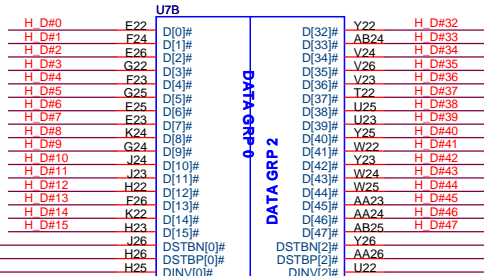 U7B
H_D#0 E22 D[0]# D[32]# Y22 H_D#32
H_D#1 F24 D[1]# D[33]# AB24 H_D#33
H_D#2 E26 D[2]# D[34]# V24 H_D#34
H_D#3 G22 D[3]# D[35]# V26 H_D#35
H_D#4 F23 D[4]# D[36]# V23 H_D#36
H_D#5 G25 D[5]# D[37]# T22 H_D#37
H_D#6 E25 D[6]# D[38]# U25 H_D#38
H_D#7 E23 D[7]# D[39]# U23 H_D#39
H_D#8 K24 D[8]# D[40]# Y25 H_D#40
H_D#9 G24 D[9]# D[41]# W22 H_D#41
H_D#10 J24 D[10]# D[42]# Y23 H_D#42
H_D#11 J23 D[11]# D[43]# W24 H_D#43
H_D#12 H22 D[12]# D[44]# W25 H_D#44
H_D#13 F26 D[13]# D[45]# AA23 H_D#45
H_D#14 K22 D[14]# D[46]# AA24 H_D#46
H_D#15 H23 D[15]# D[47]# AB25 H_D#47
J26 DSTBN[0]# DSTBN[2]# Y26
H26 DSTBP[0]# DSTBP[2]# AA26
H25 DINV[0]# DINV[2]# U22
DATA GRP 0
DATA GRP 2